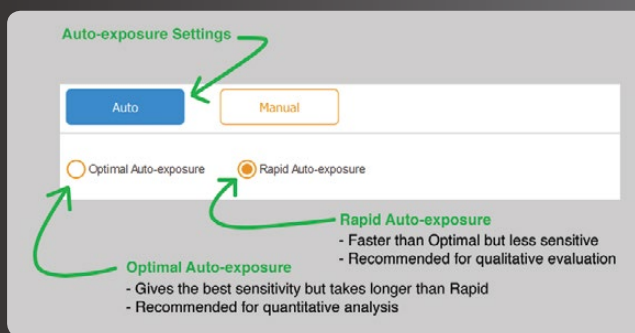 Auto-exposure Settings
Auto
Manual
Optimal Auto-exposure
Rapid Auto-exposure
Rapid Auto-exposure
- Faster than Optimal but less sensitive
- Recommended for qualitative evaluation
Optimal Auto-exposure
- Gives the best sensitivity but takes longer than Rapid
- Recommended for quantitative analysis